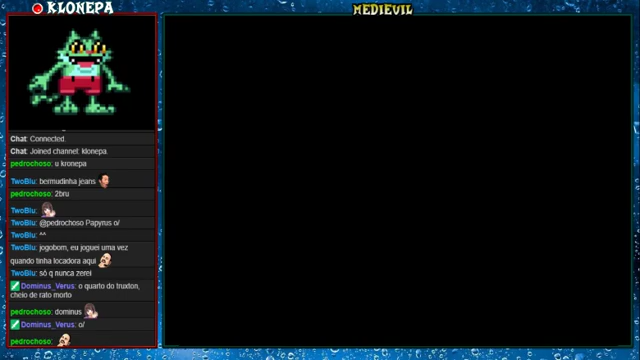 KLONEPA
MEDIEVIL
Chat: Connected.
Chat: Joined channel: klonepa.
pedrochoso: u kronepa
TwoBlu: bermudinha jeans
pedrochoso: 2bru
TwoBlu:
TwoBlu: @pedrochoso Papyrus o/
TwoBlu: ^^
TwoBlu: jogobom, eu joguei uma vez
quando tinha locadora aqui
TwoBlu: só q nunca zerei
Dominus_Verus: o quarto do truxton,
cheio de rato morto
pedrochoso: dominus
Dominus_Verus: o/
pedrochoso: